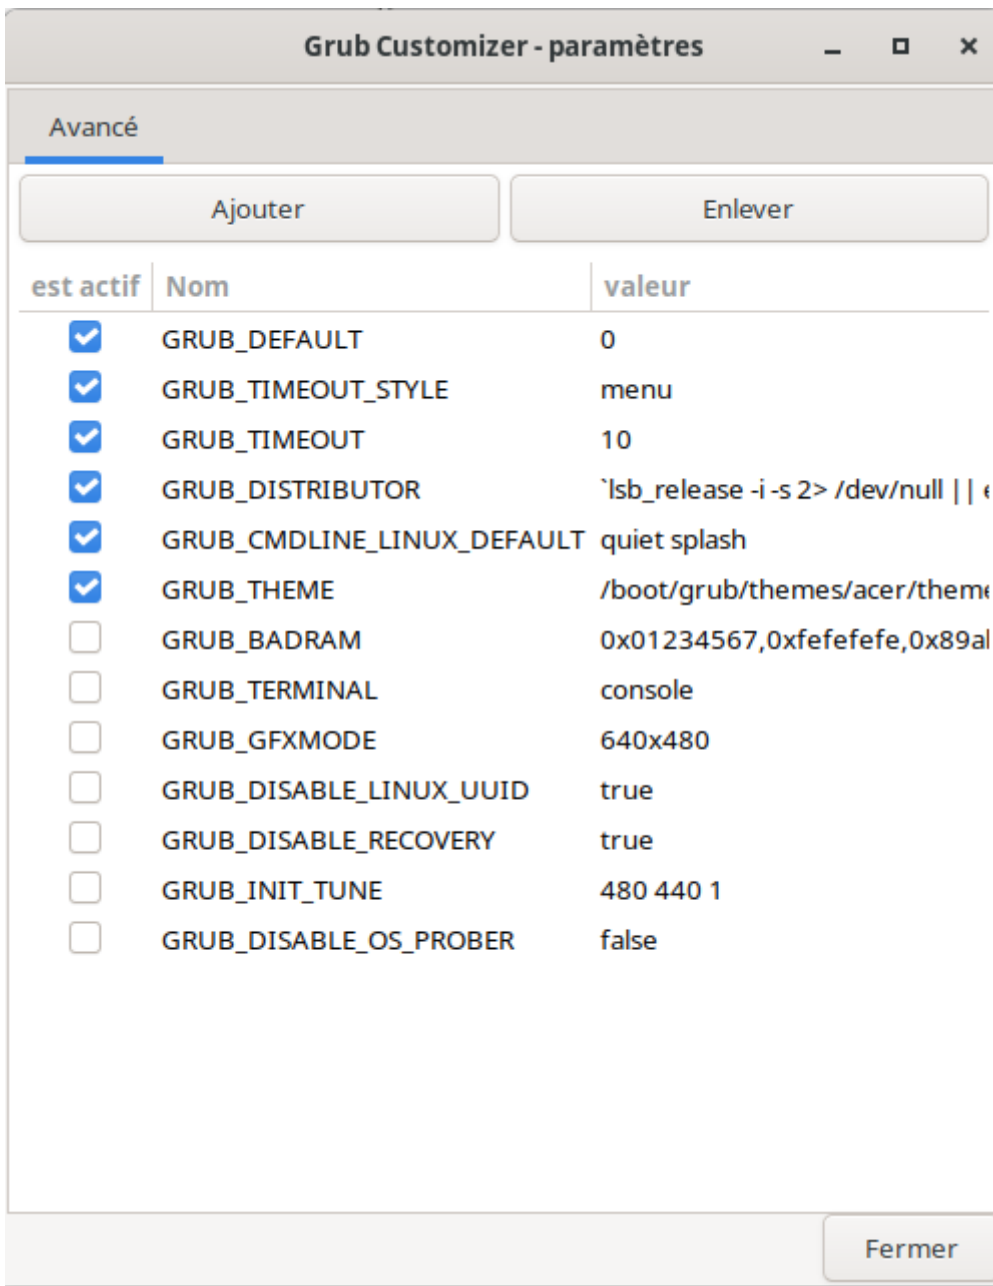 Grub Customizer - paramètres
Avancé
Ajouter Enlever
est actif Nom valeur
GRUB_DEFAULT 0
GRUB_TIMEOUT_STYLE menu
GRUB_TIMEOUT 10
GRUB_DISTRIBUTOR `lsb_release -i -s 2> /dev/null ||
GRUB_CMDLINE_LINUX_DEFAULT quiet splash
GRUB_THEME /boot/grub/themes/acer/theme
GRUB_BADRAM 0x01234567,0xfefefefe,0x89a
GRUB_TERMINAL console
GRUB_GFXMODE 640x480
GRUB_DISABLE_LINUX_UUID true
GRUB_DISABLE_RECOVERY true
GRUB_INIT_TUNE 480 440 1
GRUB_DISABLE_OS_PROBER false
Fermer